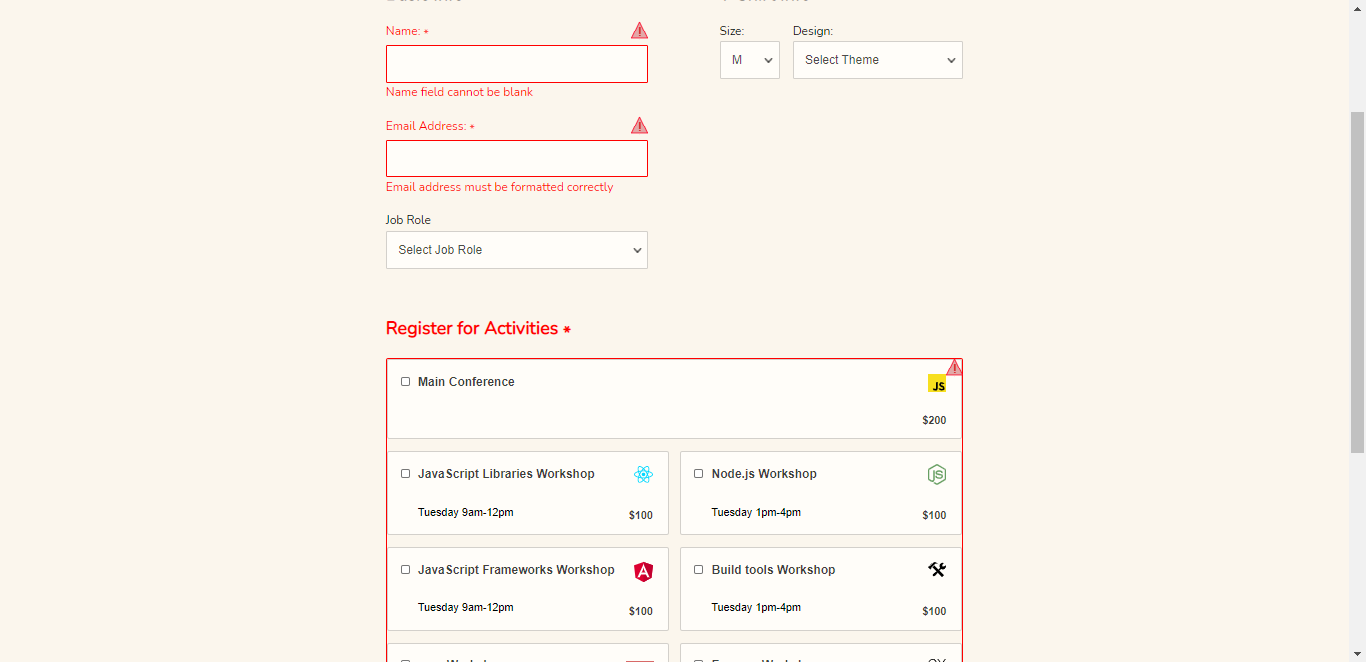 Name: *
Name field cannot be blank
Email Address: *
Email address must be formatted correctly
Job Role
Select Job Role
Size:
Design:
M
Select Theme
Register for Activities *
Main Conference
JS
$200
JavaScript Libraries Workshop
Tuesday 9am-12pm
$100
Node.js Workshop
JS
Tuesday 1pm-4pm
$100
JavaScript Frameworks Workshop
A
Tuesday 9am-12pm
$100
Build tools Workshop
Tuesday 1pm-4pm
$100